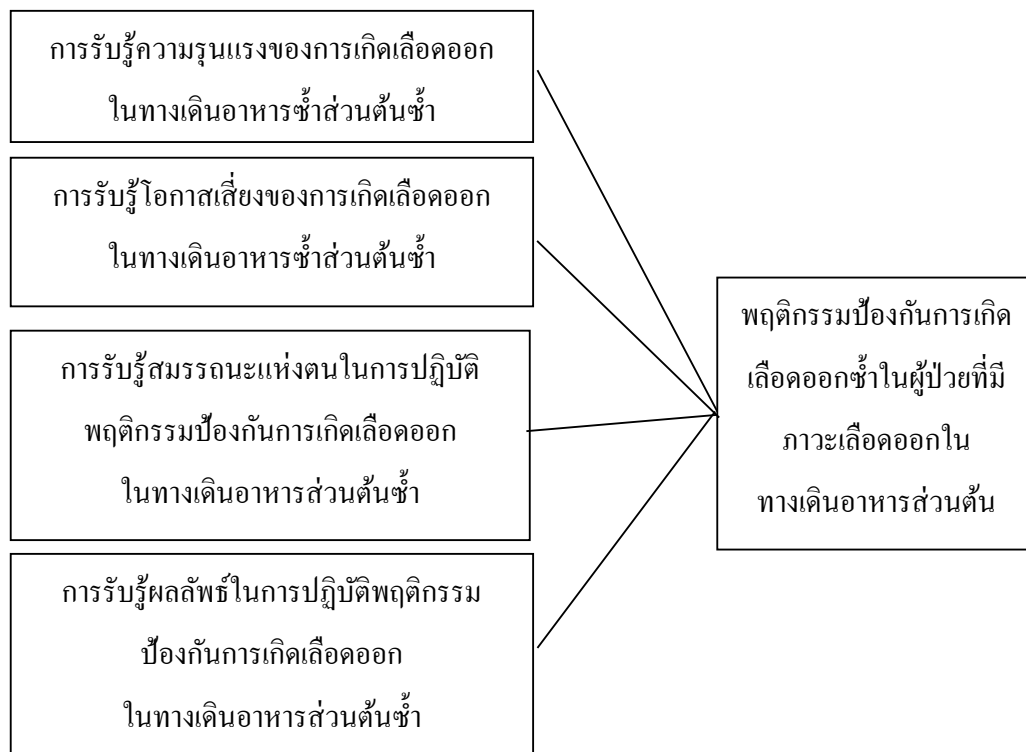 การรับรู้ความรุนแรงของการเกิดเลือดออก
ในทางเดินอาหารซ้ำส่วนต้นซ้ำ
การรับรู้โอกาสเสี่ยงของการเกิดเลือดออก
ในทางเดินอาหารซ้ำส่วนต้นซ้ำ
การรับรู้สมรรถนะแห่งตนในการปฏิบัติ
พฤติกรรมป้องกันการเกิดเลือดออก
ในทางเดินอาหารส่วนต้นซ้ำ
การรับรู้ผลลัพธ์ในการปฏิบัติพฤติกรรม
ป้องกันการเกิดเลือดออก
ในทางเดินอาหารส่วนต้นซ้ำ
พฤติกรรมป้องกันการเกิด
เลือดออกซ้ำในผู้ป่วยที่มี
ภาวะเลือดออกใน
ทางเดินอาหารส่วนต้น